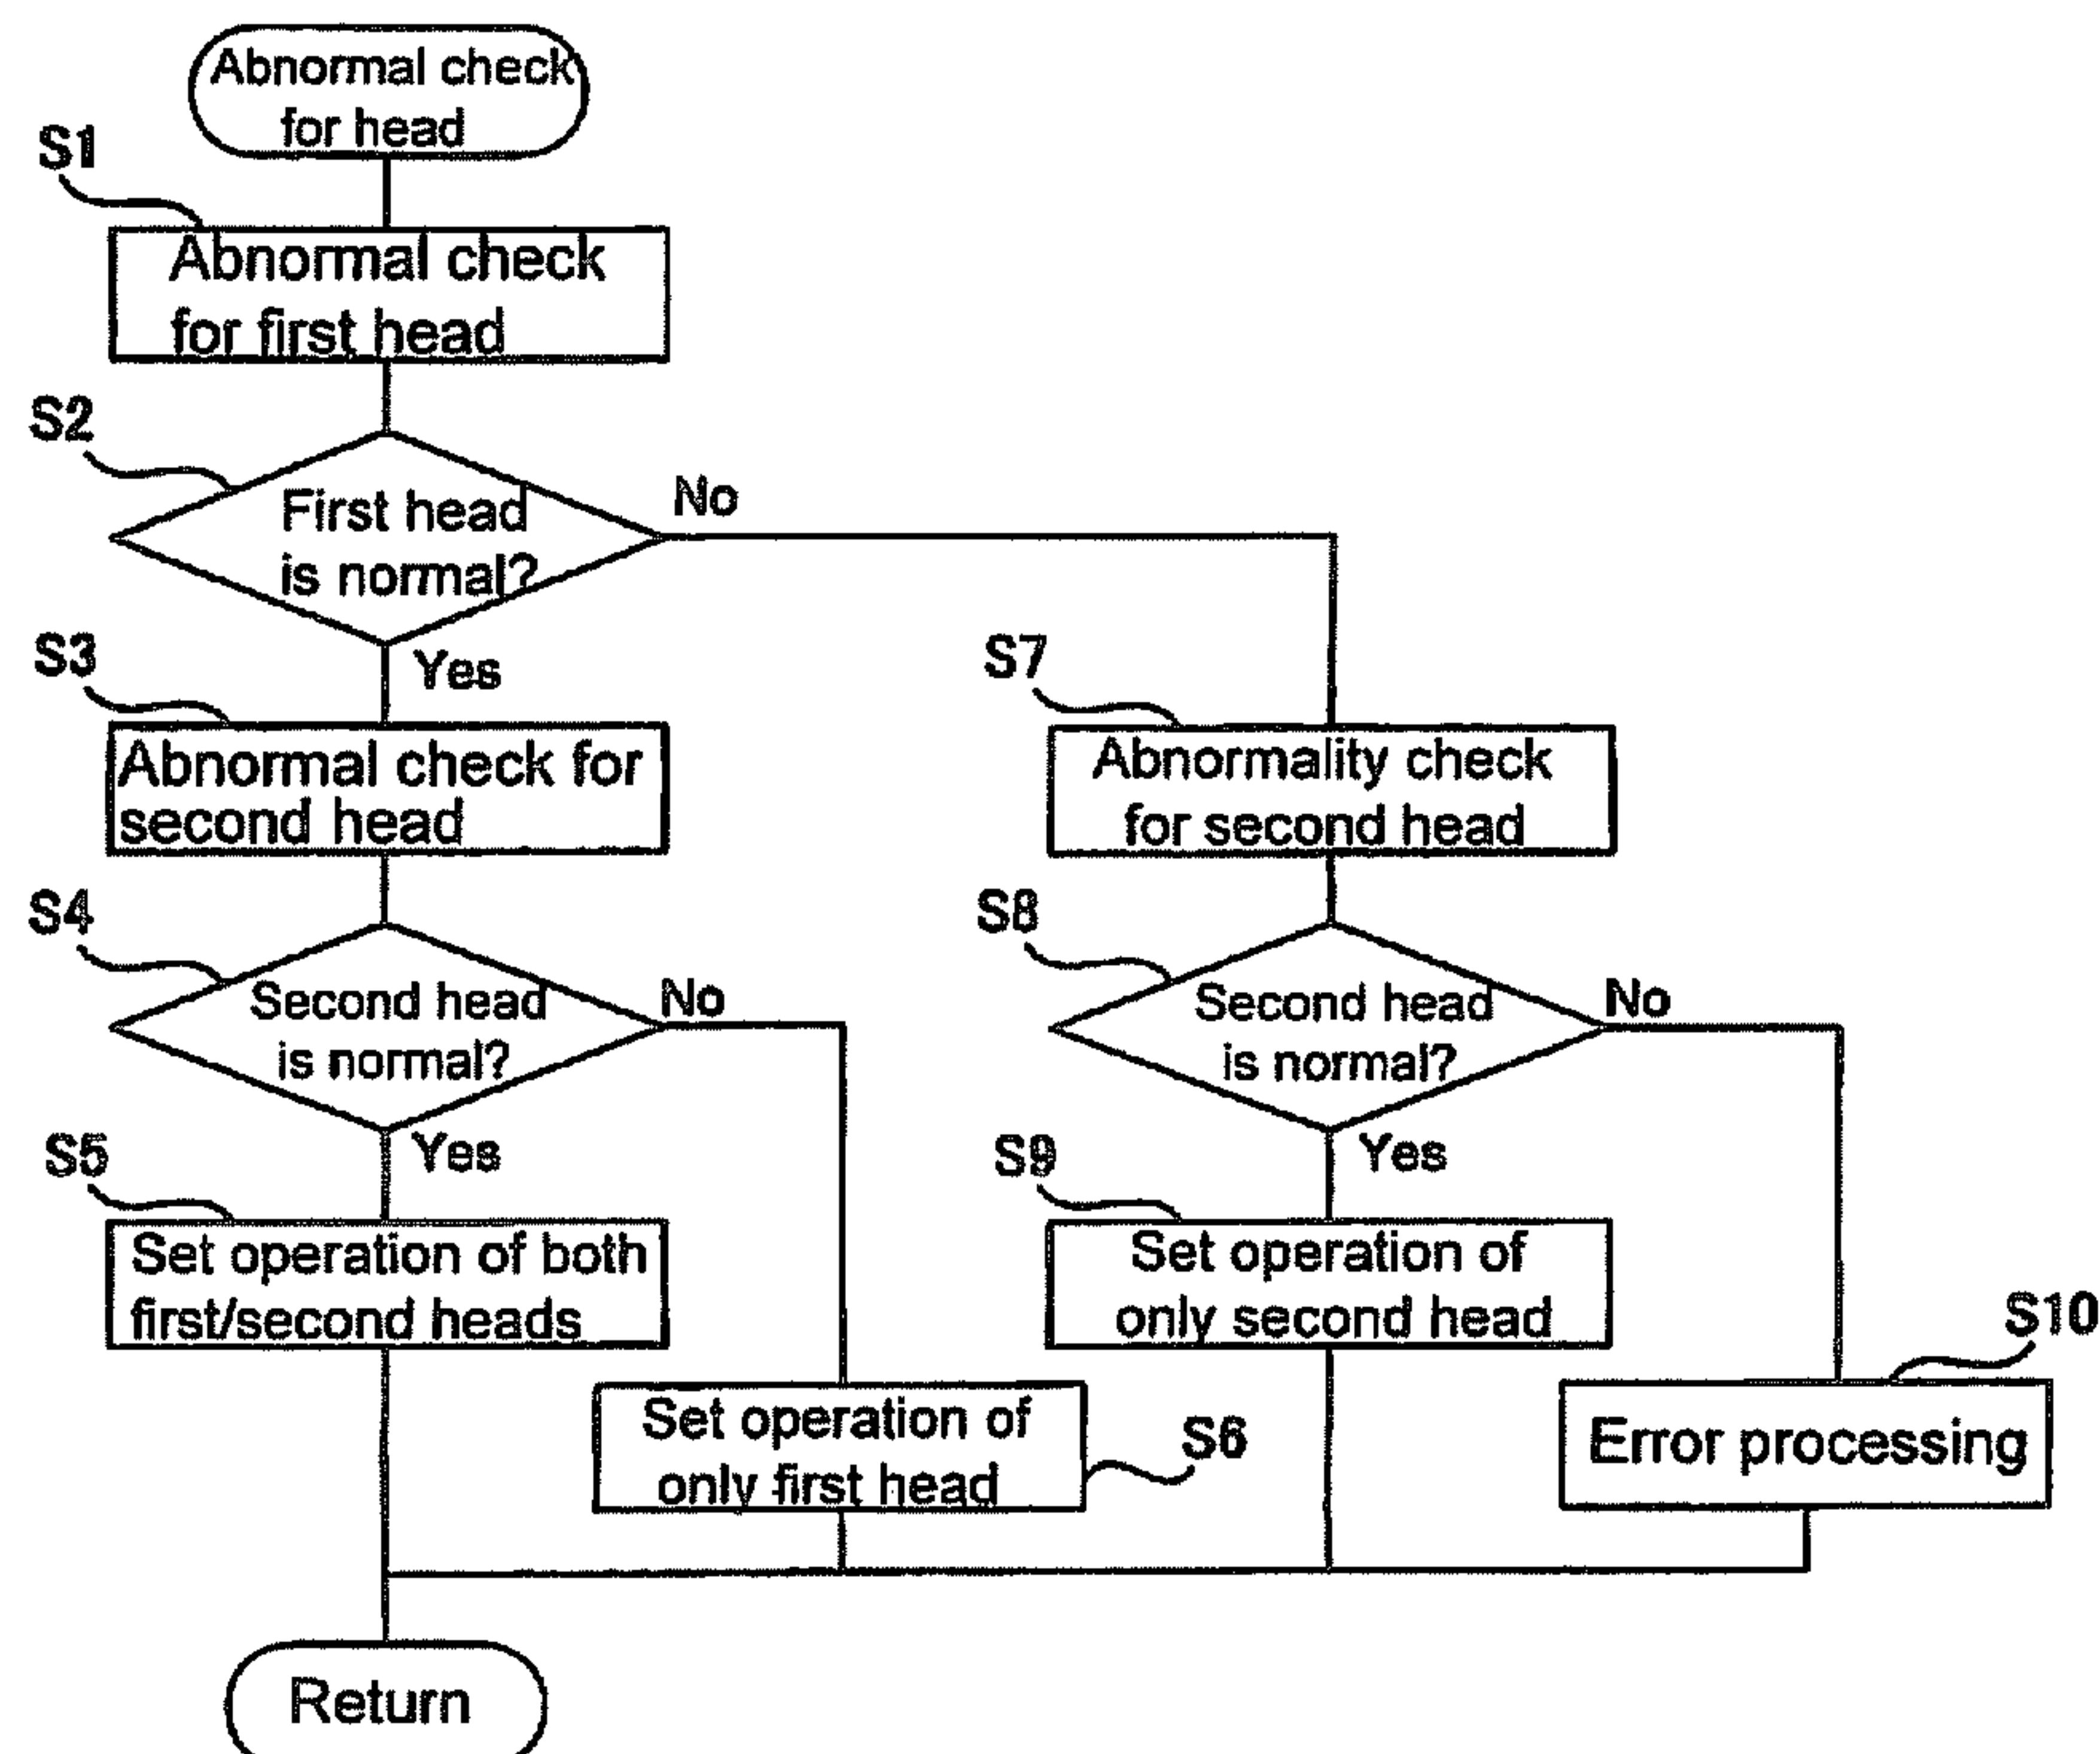 Abnormal check
for head
S1
Abnormal check
for first head
S2
First head
is normal?
No
Yes
S3
Abnormal check for
second head
S4
Second head
is normal?
No
Yes
S5
Set operation of both
first/second heads
Set operation of
only first head
S6
S7
Abnormality check
for second head
S8
Second head
is normal?
No
Yes
S9
Set operation of
only second head
S10
Error processing
Return